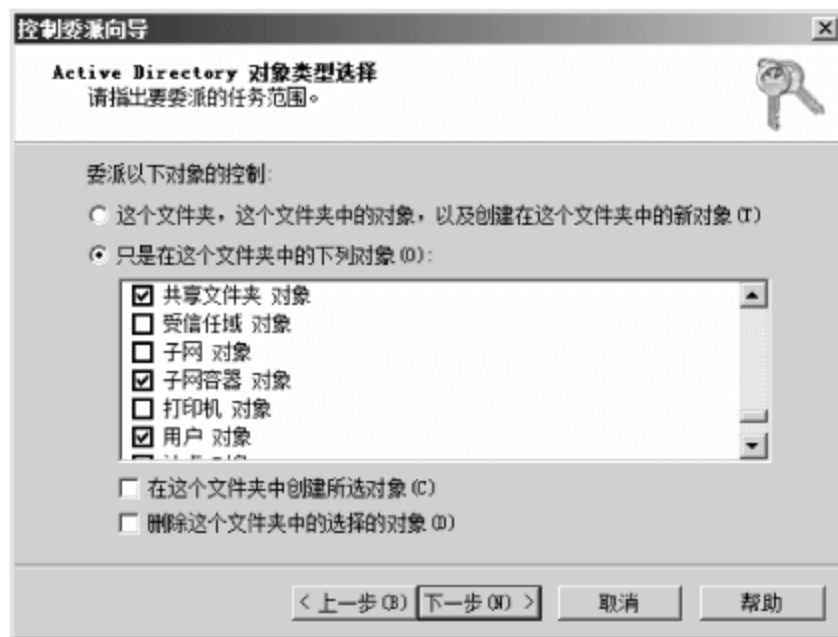 控制委派向导
Active Directory 对象类型选择
请指出要委派的任务范围。
委派以下对象的控制:
这个文件夹，这个文件夹中的对象，以及创建在这个文件夹中的新对象(T)
只是在这个文件夹中的下列对象(O):
共享文件夹 对象
受信任域 对象
子网 对象
子网容器 对象
打印机 对象
用户 对象
在这个文件夹中创建所选对象(C)
删除这个文件夹中的选择的对象(D)
< 上一步(B) 下一步(N) > 取消 帮助